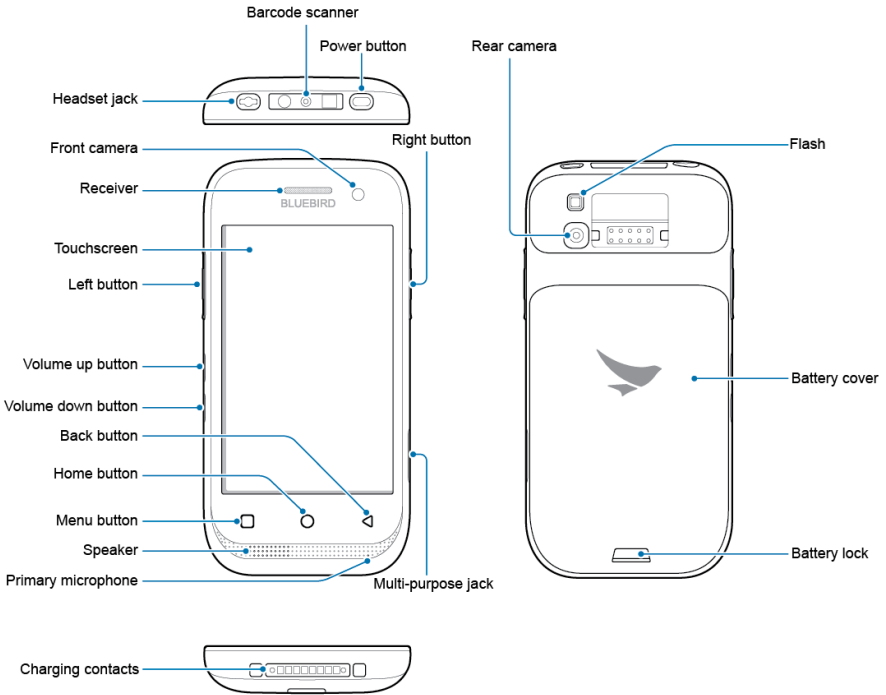 Barcode scanner
Power button
Rear camera
Headset jack
Front camera
Right button
Flash
Receiver
BLUEBIRD
Touchscreen
Left button
Volume up button
Battery cover
Volume down button
Back button
Home button
Menu button
Speaker
Battery lock
Primary microphone
Multi-purpose jack
Charging contacts